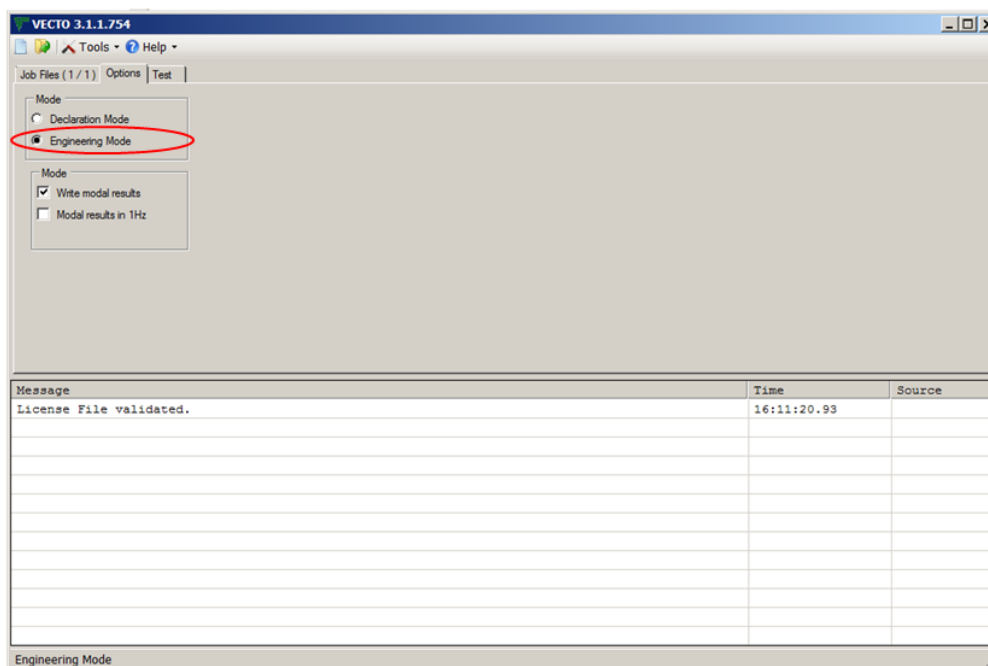 VECTO 3.1.1.754
Tools Help
Job Files ( 1 / 1 ) Options Test
Mode
Declaration Mode
Engineering Mode
Mode
Write modal results
Modal results in 1Hz
Message Time Source
License File validated. 16:11:20.93
Engineering Mode